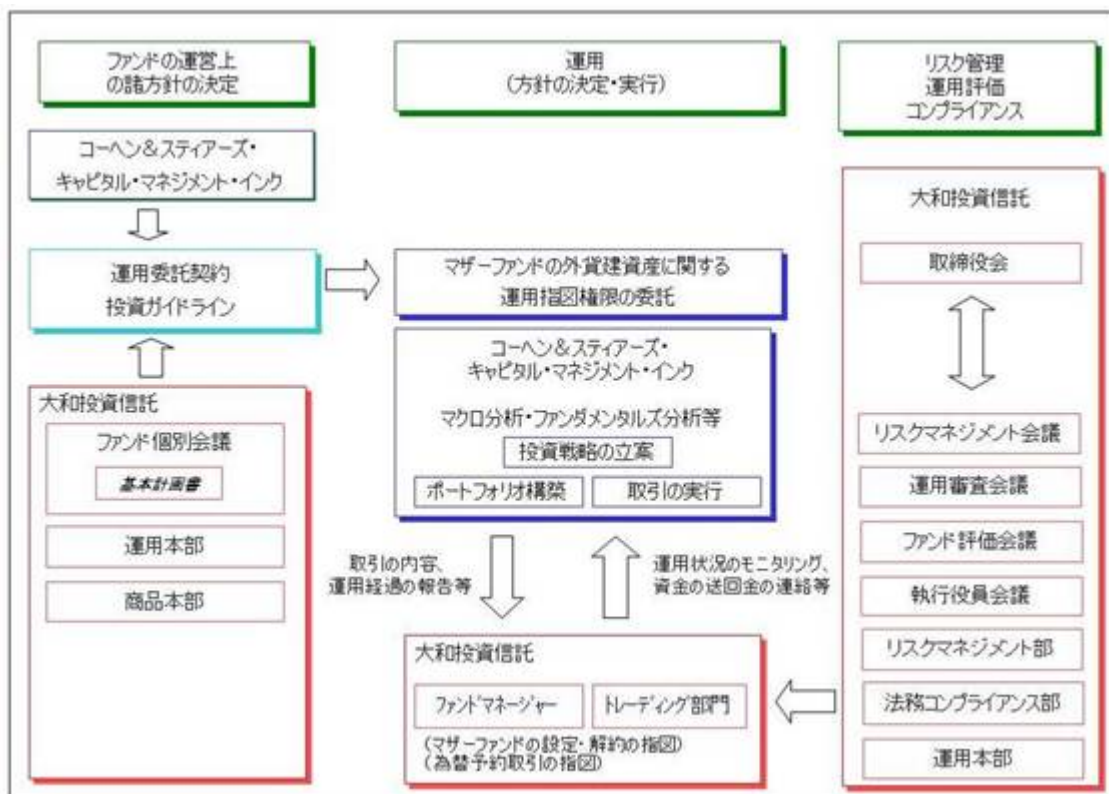 ファンドの運営上
の諸方針の決定
運用
(方針の決定・実行)
リスク管理
運用評価
コンプライアンス
コーヘン&スティアーズ・
キャピタル・マネジメント・インク
運用委託契約
投資ガイドライン
マザーファンドの外貨建資産に関する
運用指図権限の委託
コーヘン&スティアーズ・
キャピタル・マネジメント・インク
マクロ分析・ファンダメンタルズ分析等
投資戦略の立案
ポートフォリオ構築
取引の実行
大和投資信託
ファンド個別会議
基本計画書
運用本部
商品本部
取引の内容、
運用経過の報告等
運用状況のモニタリング、
資金の送回金の連絡等
大和投資信託
ファンドマネージャー
トレーディング部門
(マザーファンドの設定・解約の指図)
(為替予約取引の指図)
大和投資信託
取締役会
リスクマネジメント会議
運用審査会議
ファンド評価会議
執行役員会議
リスクマネジメント部
法務コンプライアンス部
運用本部